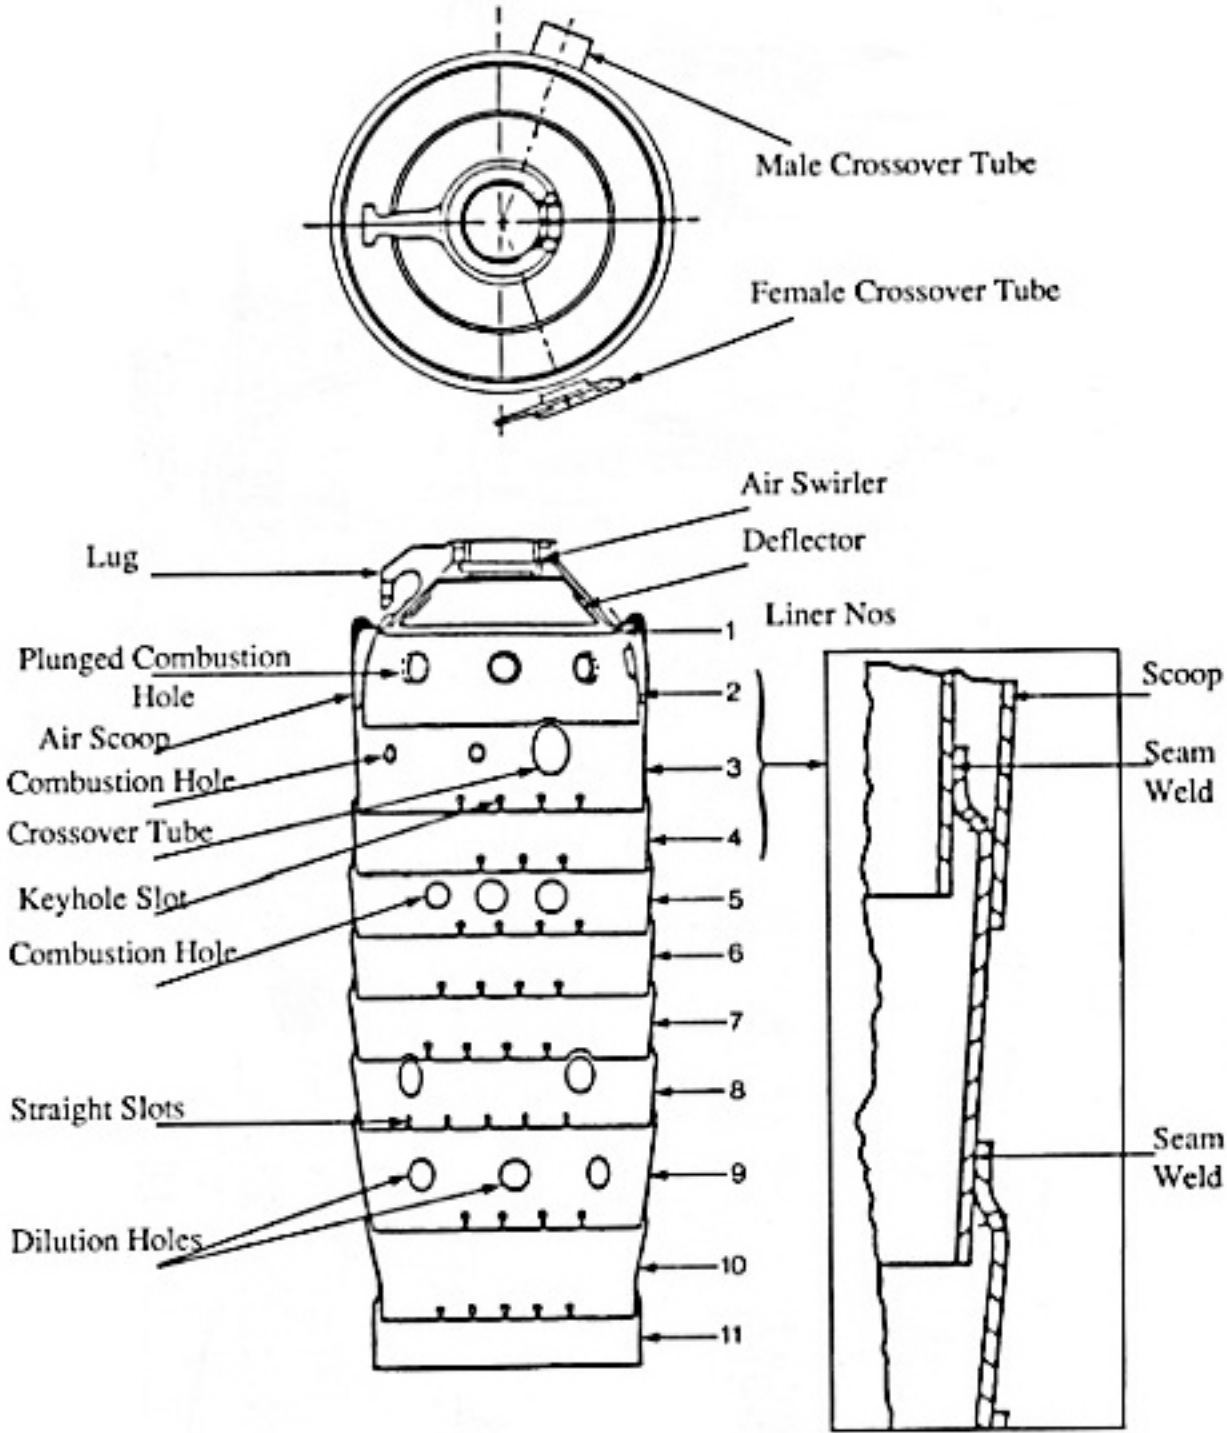 Male Crossover Tube
Female Crossover Tube
Air Swirler
Deflector
Lug
Liner Nos
1
Plunged Combustion
Hole
2
Air Scoop
Combustion Hole
3
Crossover Tube
4
Keyhole Slot
5
Combustion Hole
6
7
8
Straight Slots
9
Dilution Holes
10
11
Scoop
Seam
Weld
Seam
Weld